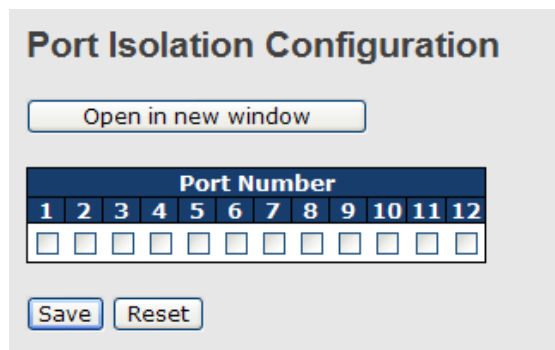 Port Isolation Configuration
Open in new window
Port Number
1 2 3 4 5 6 7 8 9 10 11 12
Save Reset